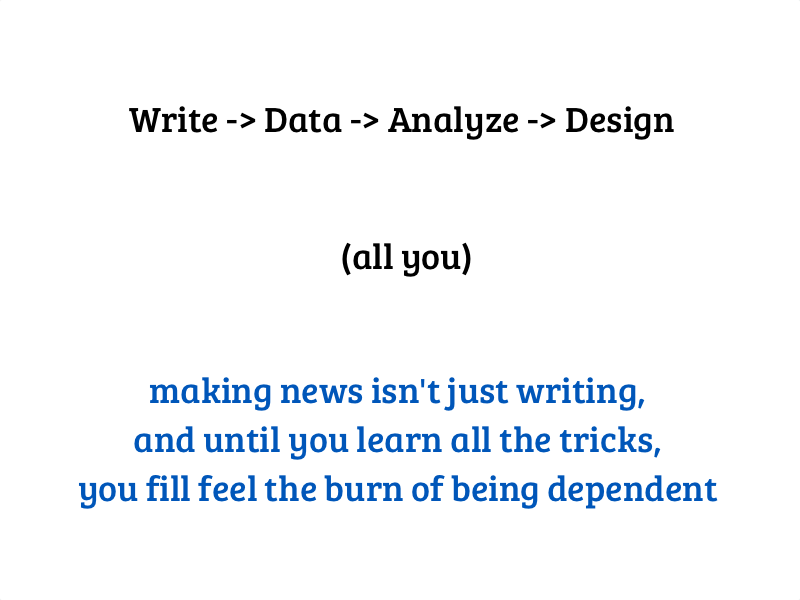 Write -> Data -> Analyze -> Design
(all you)
making news isn't just writing,
and until you learn all the tricks,
you fill feel the burn of being dependent